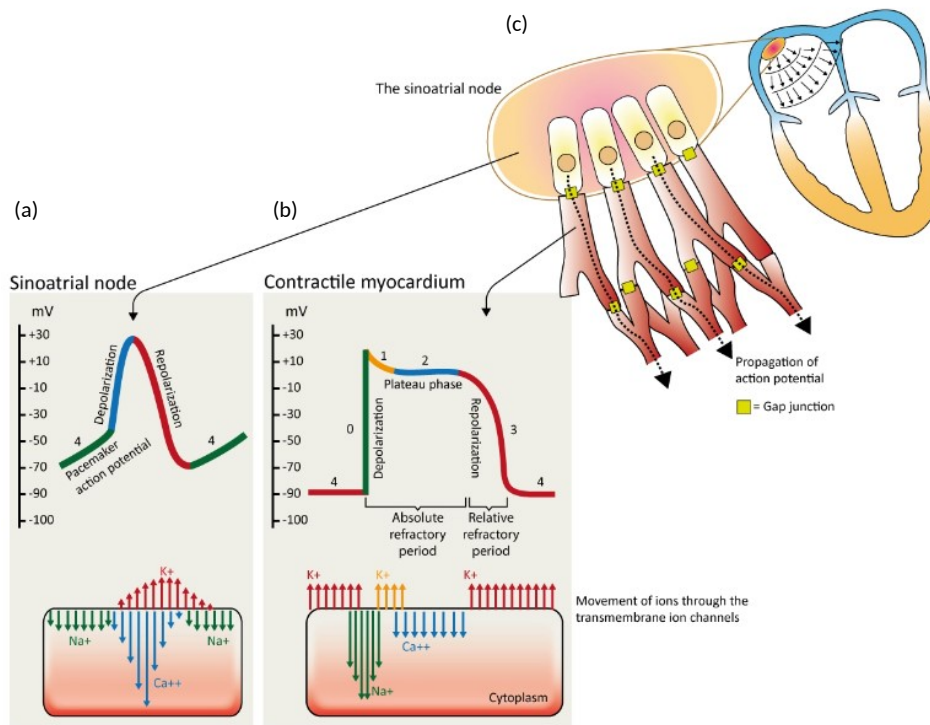 (c)
The sinoatrial node
(a)
(b)
Sinoatrial node
mV
+30
+10
-10
-30
-50
-70
-90
-100
Depolarization
Repolarization
4
Pacemaker
action potential
4
K+
Na+
Na+
Ca++
Contractile myocardium
mV
+30
+10
-10
-30
-50
-70
-90
-100
1
2
Plateau phase
0
Depolarization
Repolarization
3
4
4
Absolute
refractory
period
Relative
refractory
period
K+
K+
K+
Ca++
Na+
Cytoplasm
Propagation of
action potential
= Gap junction
Movement of ions through the
transmembrane ion channels